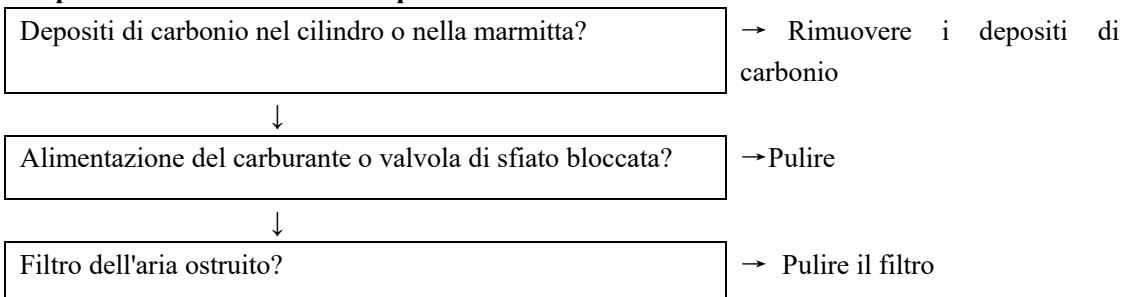 Depositi di carbonio nel cilindro o nella marmitta?
→ Rimuovere i depositi di
carbonio
↓
Alimentazione del carburante o valvola di sfiato bloccata?
→Pulire
↓
Filtro dell'aria ostruito?
→ Pulire il filtro